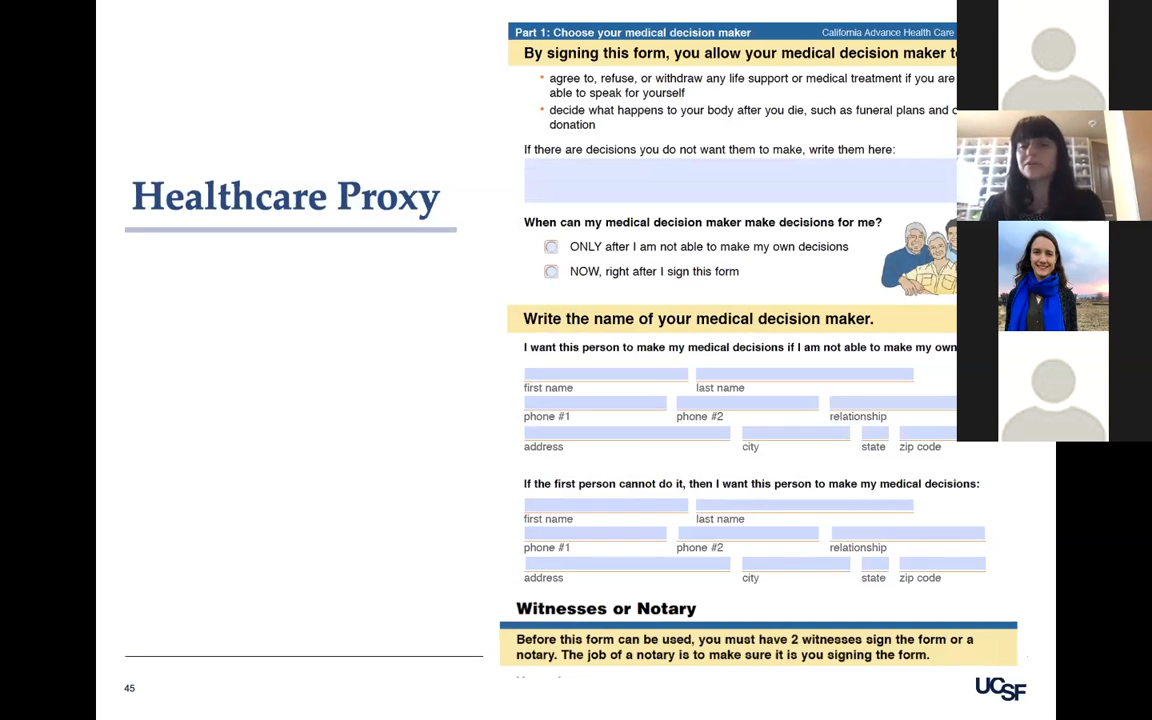 Healthcare Proxy
Part 1: Choose your medical decision maker
California Advance Health Care
By signing this form, you allow your medical decision maker
• agree to, refuse, or withdraw any life support or medical treatment if you are
able to speak for yourself
• decide what happens to your body after you die, such as funeral plans and
donation
If there are decisions you do not want them to make, write them here:
When can my medical decision maker make decisions for me?
ONLY after I am not able to make my own decisions
NOW, right after I sign this form
Write the name of your medical decision maker.
I want this person to make my medical decisions if I am not able to make my own
first name last name
phone #1 phone #2 relationship
address city state zip code
If the first person cannot do it, then I want this person to make my medical decisions:
first name last name
phone #1 phone #2 relationship
address city state zip code
Witnesses or Notary
Before this form can be used, you must have 2 witnesses sign the form or a
notary. The job of a notary is to make sure it is you signing the form.
45
UCSF